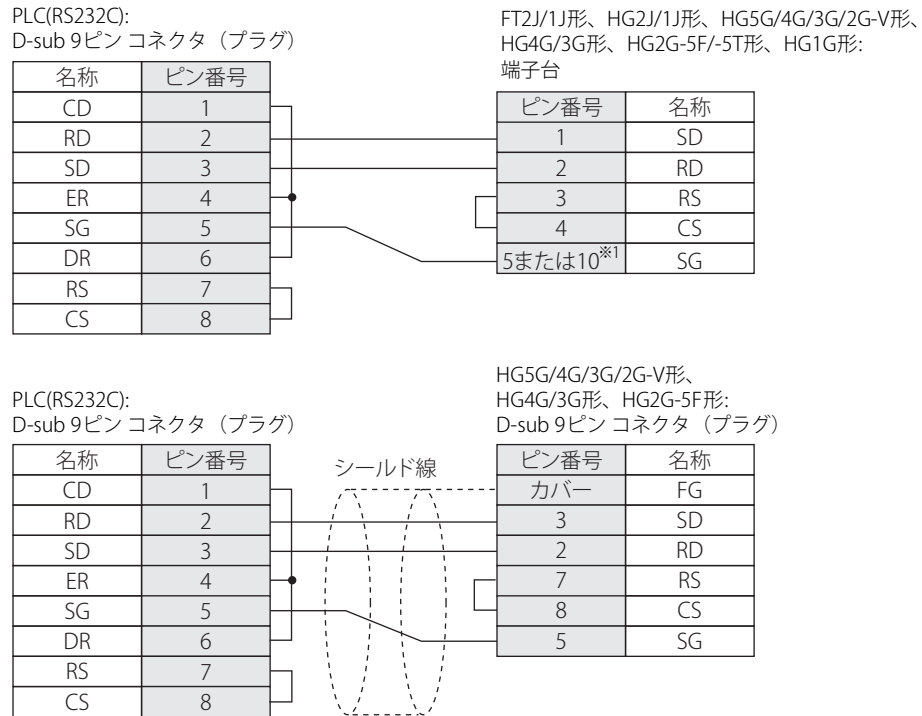 PLC(RS232C):
D-sub 9ピン コネクタ（プラグ）
名称 ピン番号
CD 1
RD 2
SD 3
ER 4
SG 5
DR 6
RS 7
CS 8
FT2J/1J形、HG2J/1J形、HG5G/4G/3G/2G-V形、
HG4G/3G形、HG2G-5F/-5T形、HG1G形:
端子台
ピン番号 名称
1 SD
2 RD
3 RS
4 CS
5または10※1 SG
PLC(RS232C):
D-sub 9ピン コネクタ（プラグ）
名称 ピン番号
CD 1
RD 2
SD 3
ER 4
SG 5
DR 6
RS 7
CS 8
シールド線
HG5G/4G/3G/2G-V形、
HG4G/3G形、HG2G-5F形:
D-sub 9ピン コネクタ（プラグ）
ピン番号 名称
カバー FG
3 SD
2 RD
7 RS
8 CS
5 SG